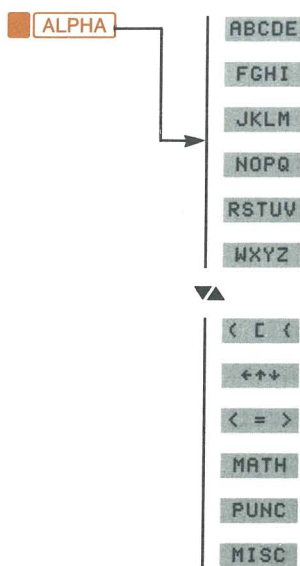 ALPHA
ABCDE
FGHI
JKLM
NOPQ
RSTUV
WXYZ
▼▲
( [ {
←↑↓
< = >
MATH
PUNC
MISC